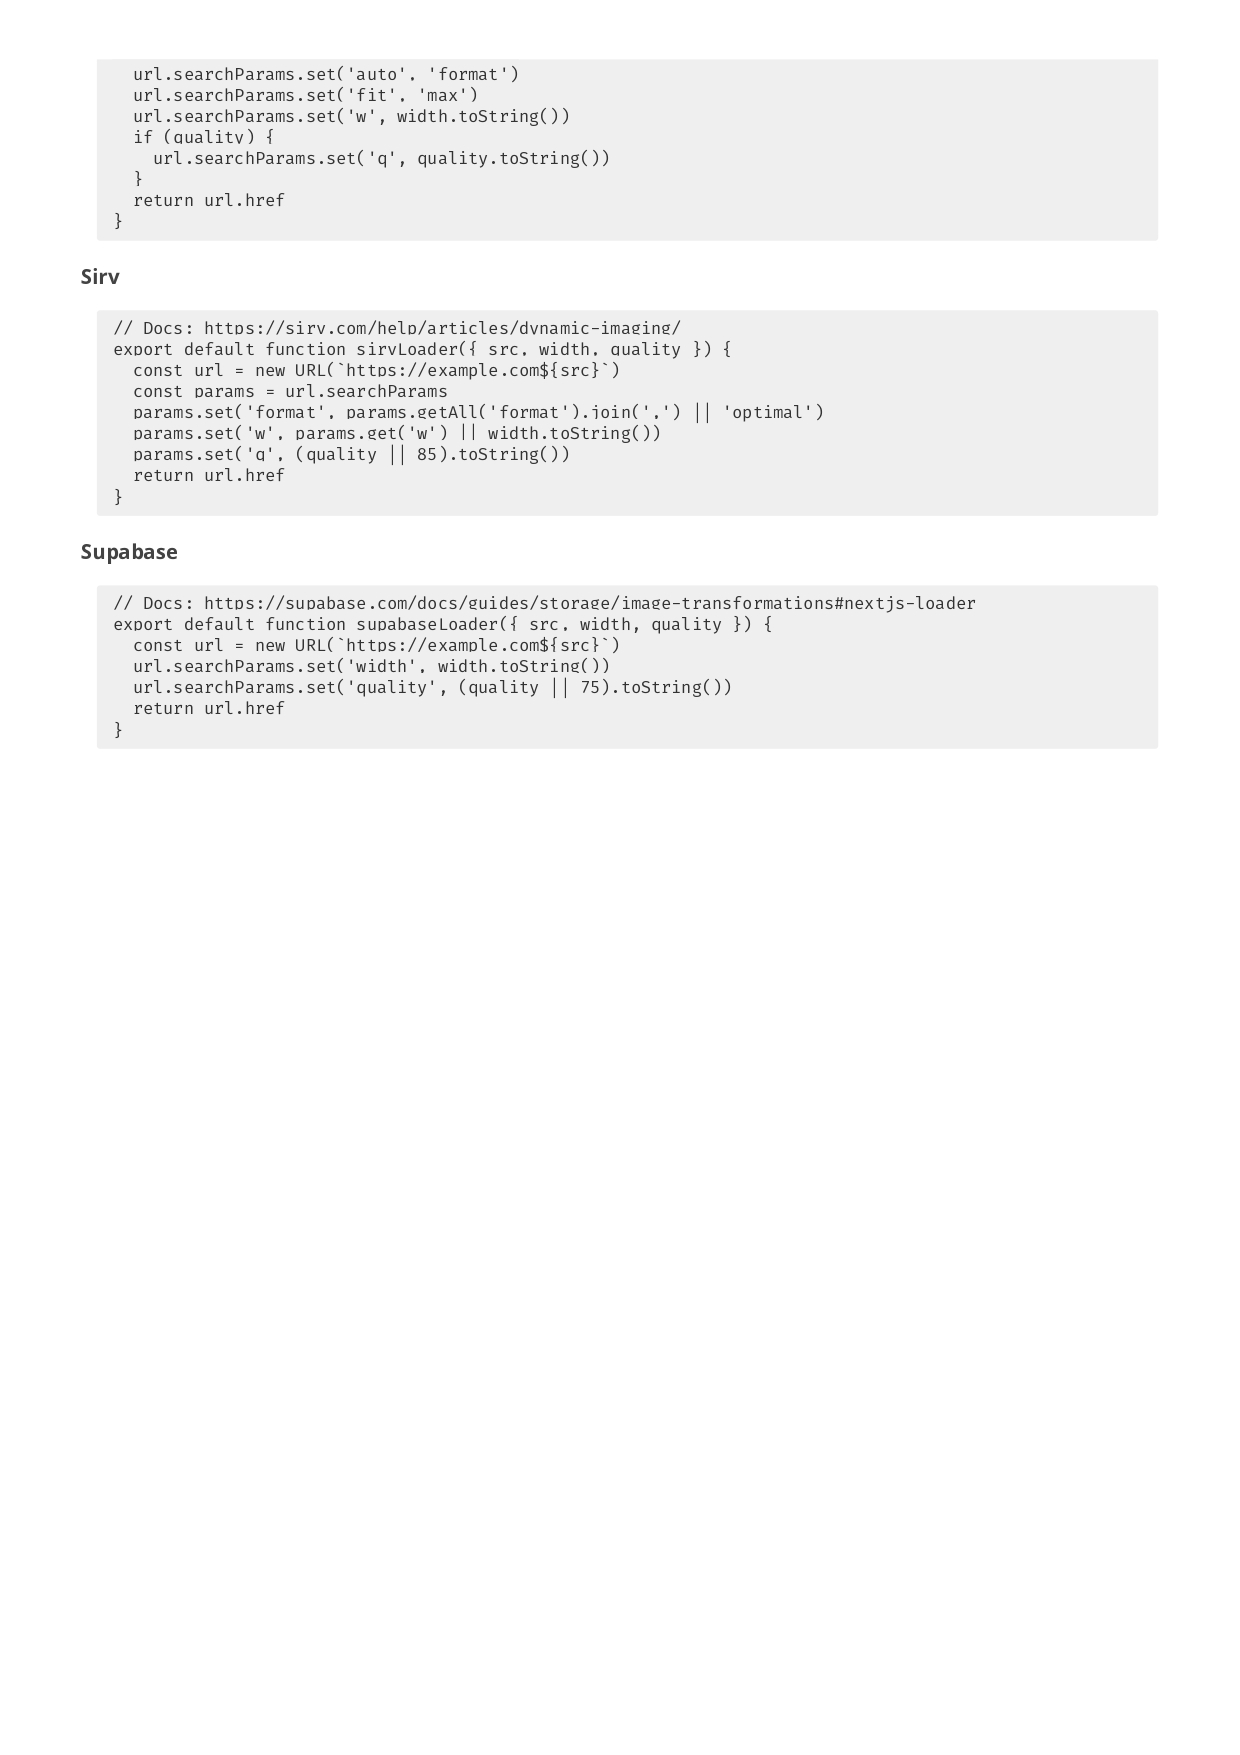 url.searchParams.set('auto', 'format')
  url.searchParams.set('fit', 'max')
  url.searchParams.set('w', width.toString())
  if (quality) {
    url.searchParams.set('q', quality.toString())
  }
  return url.href
}
Sirv
// Docs: https://sirv.com/help/articles/dynamic-imaging/
export default function sirvLoader({ src, width, quality }) {
  const url = new URL(`https://example.com${src}`)
  const params = url.searchParams
  params.set('format', params.getAll('format').join(',') || 'optimal')
  params.set('w', params.get('w') || width.toString())
  params.set('q', (quality || 85).toString())
  return url.href
}
Supabase
// Docs: https://supabase.com/docs/guides/storage/image-transformations#nextjs-loader
export default function supabaseLoader({ src, width, quality }) {
  const url = new URL(`https://example.com${src}`)
  url.searchParams.set('width', width.toString())
  url.searchParams.set('quality', (quality || 75).toString())
  return url.href
}